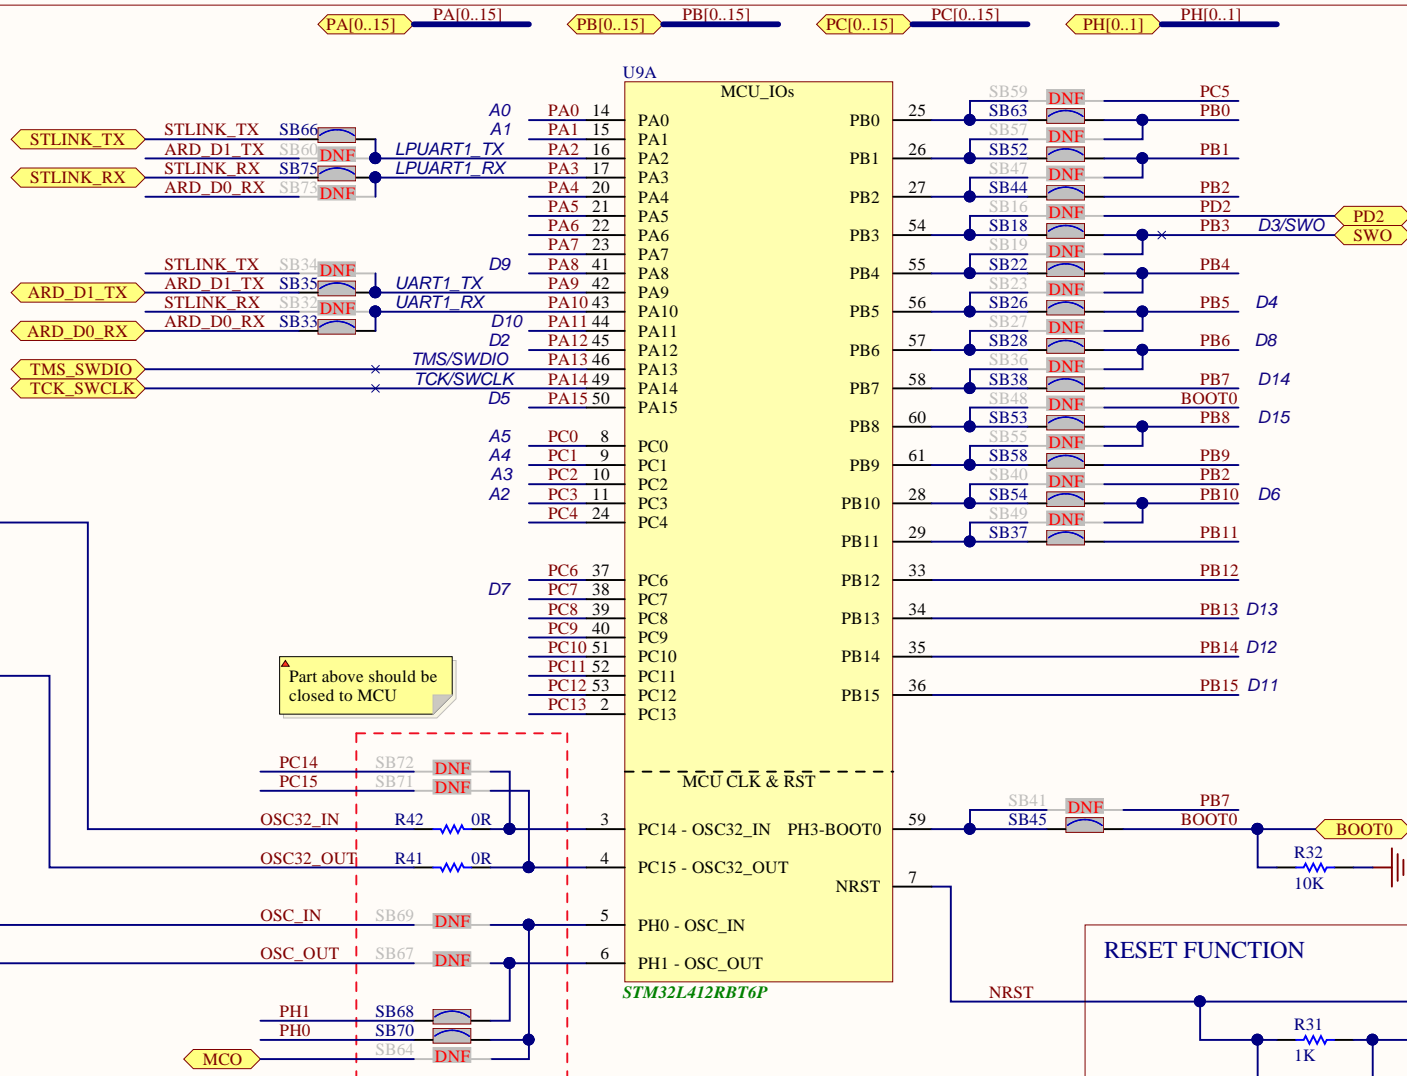 PA[0..15] PA[0..15] PB[0..15] PB[0..15] PC[0..15] PC[0..15] PH[0..1] PH[0..1]
U9A
MCU_IOs
STLINK_TX STLINK_TX SB66
ARD_D1_TX SB60 DNF LPUART1_TX
STLINK_RX STLINK_RX SB75 LPUART1_RX
ARD_D0_RX SB73 DNF
STLINK_TX SB34 DNF
ARD_D1_TX ARD_D1_TX SB35 UART1_TX
STLINK_RX SB32 DNF UART1_RX
ARD_D0_RX ARD_D0_RX SB33
TMS_SWDIO TMS/SWDIO
TCK_SWCLK TCK/SWCLK
A0 PA0 14 PA0
A1 PA1 15 PA1
PA2 16 PA2
PA3 17 PA3
PA4 20 PA4
PA5 21 PA5
PA6 22 PA6
PA7 23 PA7
D9 PA8 41 PA8
PA9 42 PA9
PA10 43 PA10
D10 PA11 44 PA11
D2 PA12 45 PA12
PA13 46 PA13
PA14 49 PA14
D5 PA15 50 PA15
A5 PC0 8 PC0
A4 PC1 9 PC1
A3 PC2 10 PC2
A2 PC3 11 PC3
PC4 24 PC4
PC6 37 PC6
D7 PC7 38 PC7
PC8 39 PC8
PC9 40 PC9
PC10 51 PC10
PC11 52 PC11
PC12 53 PC12
PC13 2 PC13
SB59 DNF PC5
PB0 25 SB63 PB0
SB57 DNF
PB1 26 SB52 PB1
SB47 DNF
PB2 27 SB44 PB2
SB16 DNF PD2 PD2
PB3 54 SB18 PB3 D3/SWO SWO
SB19 DNF
PB4 55 SB22 PB4
SB23 DNF
PB5 56 SB26 PB5 D4
SB27 DNF
PB6 57 SB28 PB6 D8
SB36 DNF
PB7 58 SB38 PB7 D14
SB48 DNF BOOT0
PB8 60 SB53 PB8 D15
SB55 DNF
PB9 61 SB58 PB9
SB40 DNF PB2
PB10 28 SB54 PB10 D6
SB49 DNF
PB11 29 SB37 PB11
PB12 33 PB12
PB13 34 PB13 D13
PB14 35 PB14 D12
PB15 36 PB15 D11
Part above should be
closed to MCU
MCU CLK & RST
PC14 SB72 DNF
PC15 SB71 DNF
OSC32_IN R42 0R 3 PC14 - OSC32_IN
OSC32_OUT R41 0R 4 PC15 - OSC32_OUT
OSC_IN SB69 DNF 5 PH0 - OSC_IN
OSC_OUT SB67 DNF 6 PH1 - OSC_OUT
PH1 SB68
PH0 SB70
MCO SB64 DNF
SB41 DNF PB7
PH3-BOOT0 59 SB45 BOOT0 BOOT0
R32
10K
NRST 7
STM32L412RBT6P
RESET FUNCTION
NRST
R31
1K